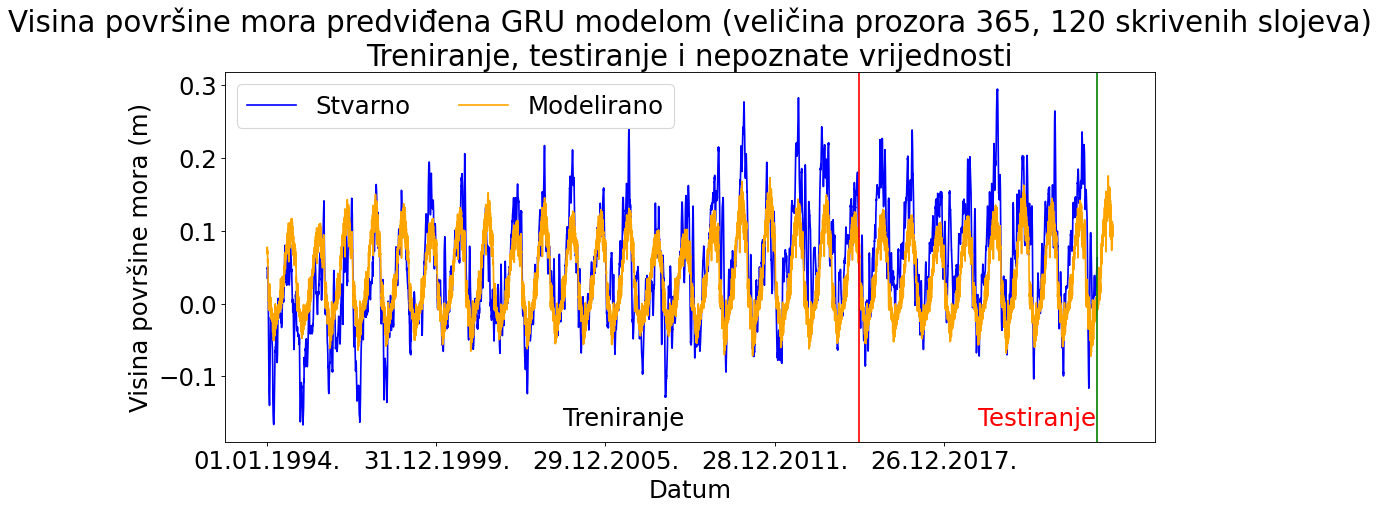 Visina površine mora predviđena GRU modelom (veličina prozora 365, 120 skrivenih slojeva)
Treniranje, testiranje i nepoznate vrijednosti
Stvarno
Modelirano
0.3
0.2
0.1
0.0
−0.1
Visina površine mora (m)
Treniranje
Testiranje
01.01.1994.
31.12.1999.
29.12.2005.
28.12.2011.
26.12.2017.
Datum